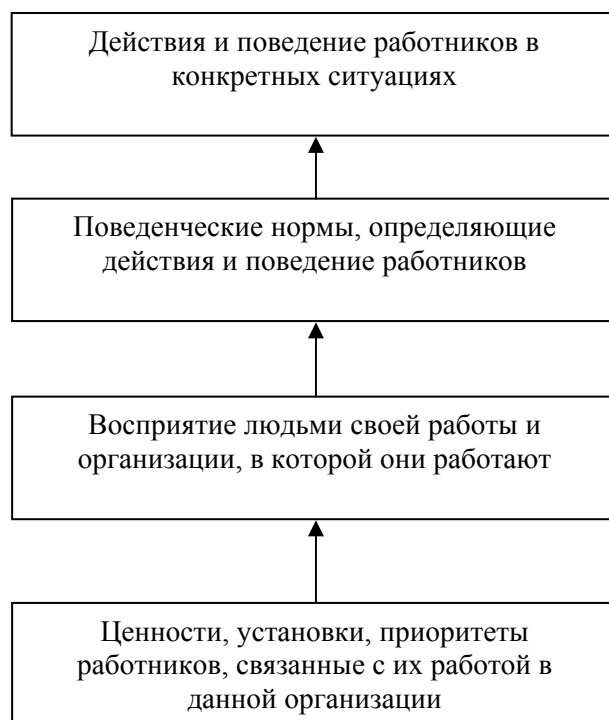 Действия и поведение работников в
конкретных ситуациях
Поведенческие нормы, определяющие
действия и поведение работников
Восприятие людьми своей работы и
организации, в которой они работают
Ценности, установки, приоритеты
работников, связанные с их работой в
данной организации